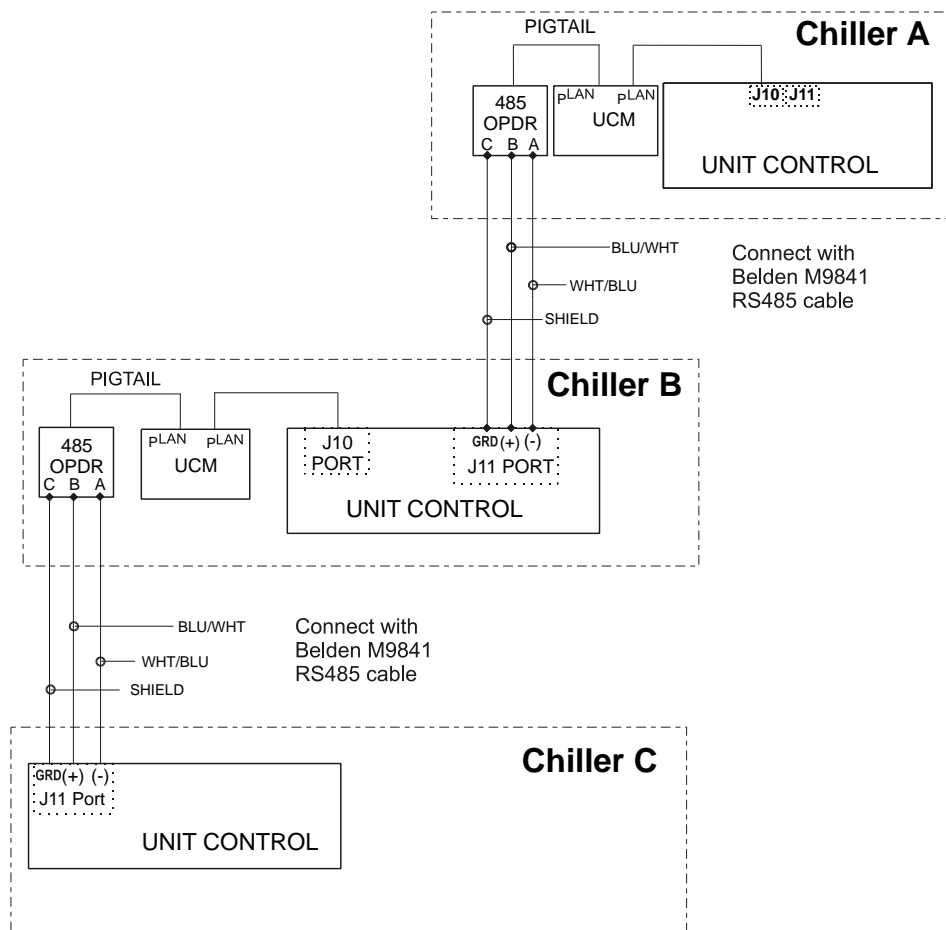 Chiller A
PIGTAIL
485
OPDR
C B A
pLAN pLAN
UCM
J10 J11
UNIT CONTROL
BLU/WHT
WHT/BLU
SHIELD
Connect with
Belden M9841
RS485 cable
Chiller B
PIGTAIL
485
OPDR
C B A
pLAN pLAN
UCM
J10
PORT
GRD (+) (-)
J11 PORT
UNIT CONTROL
BLU/WHT
WHT/BLU
SHIELD
Connect with
Belden M9841
RS485 cable
Chiller C
GRD (+) (-)
J11 Port
UNIT CONTROL